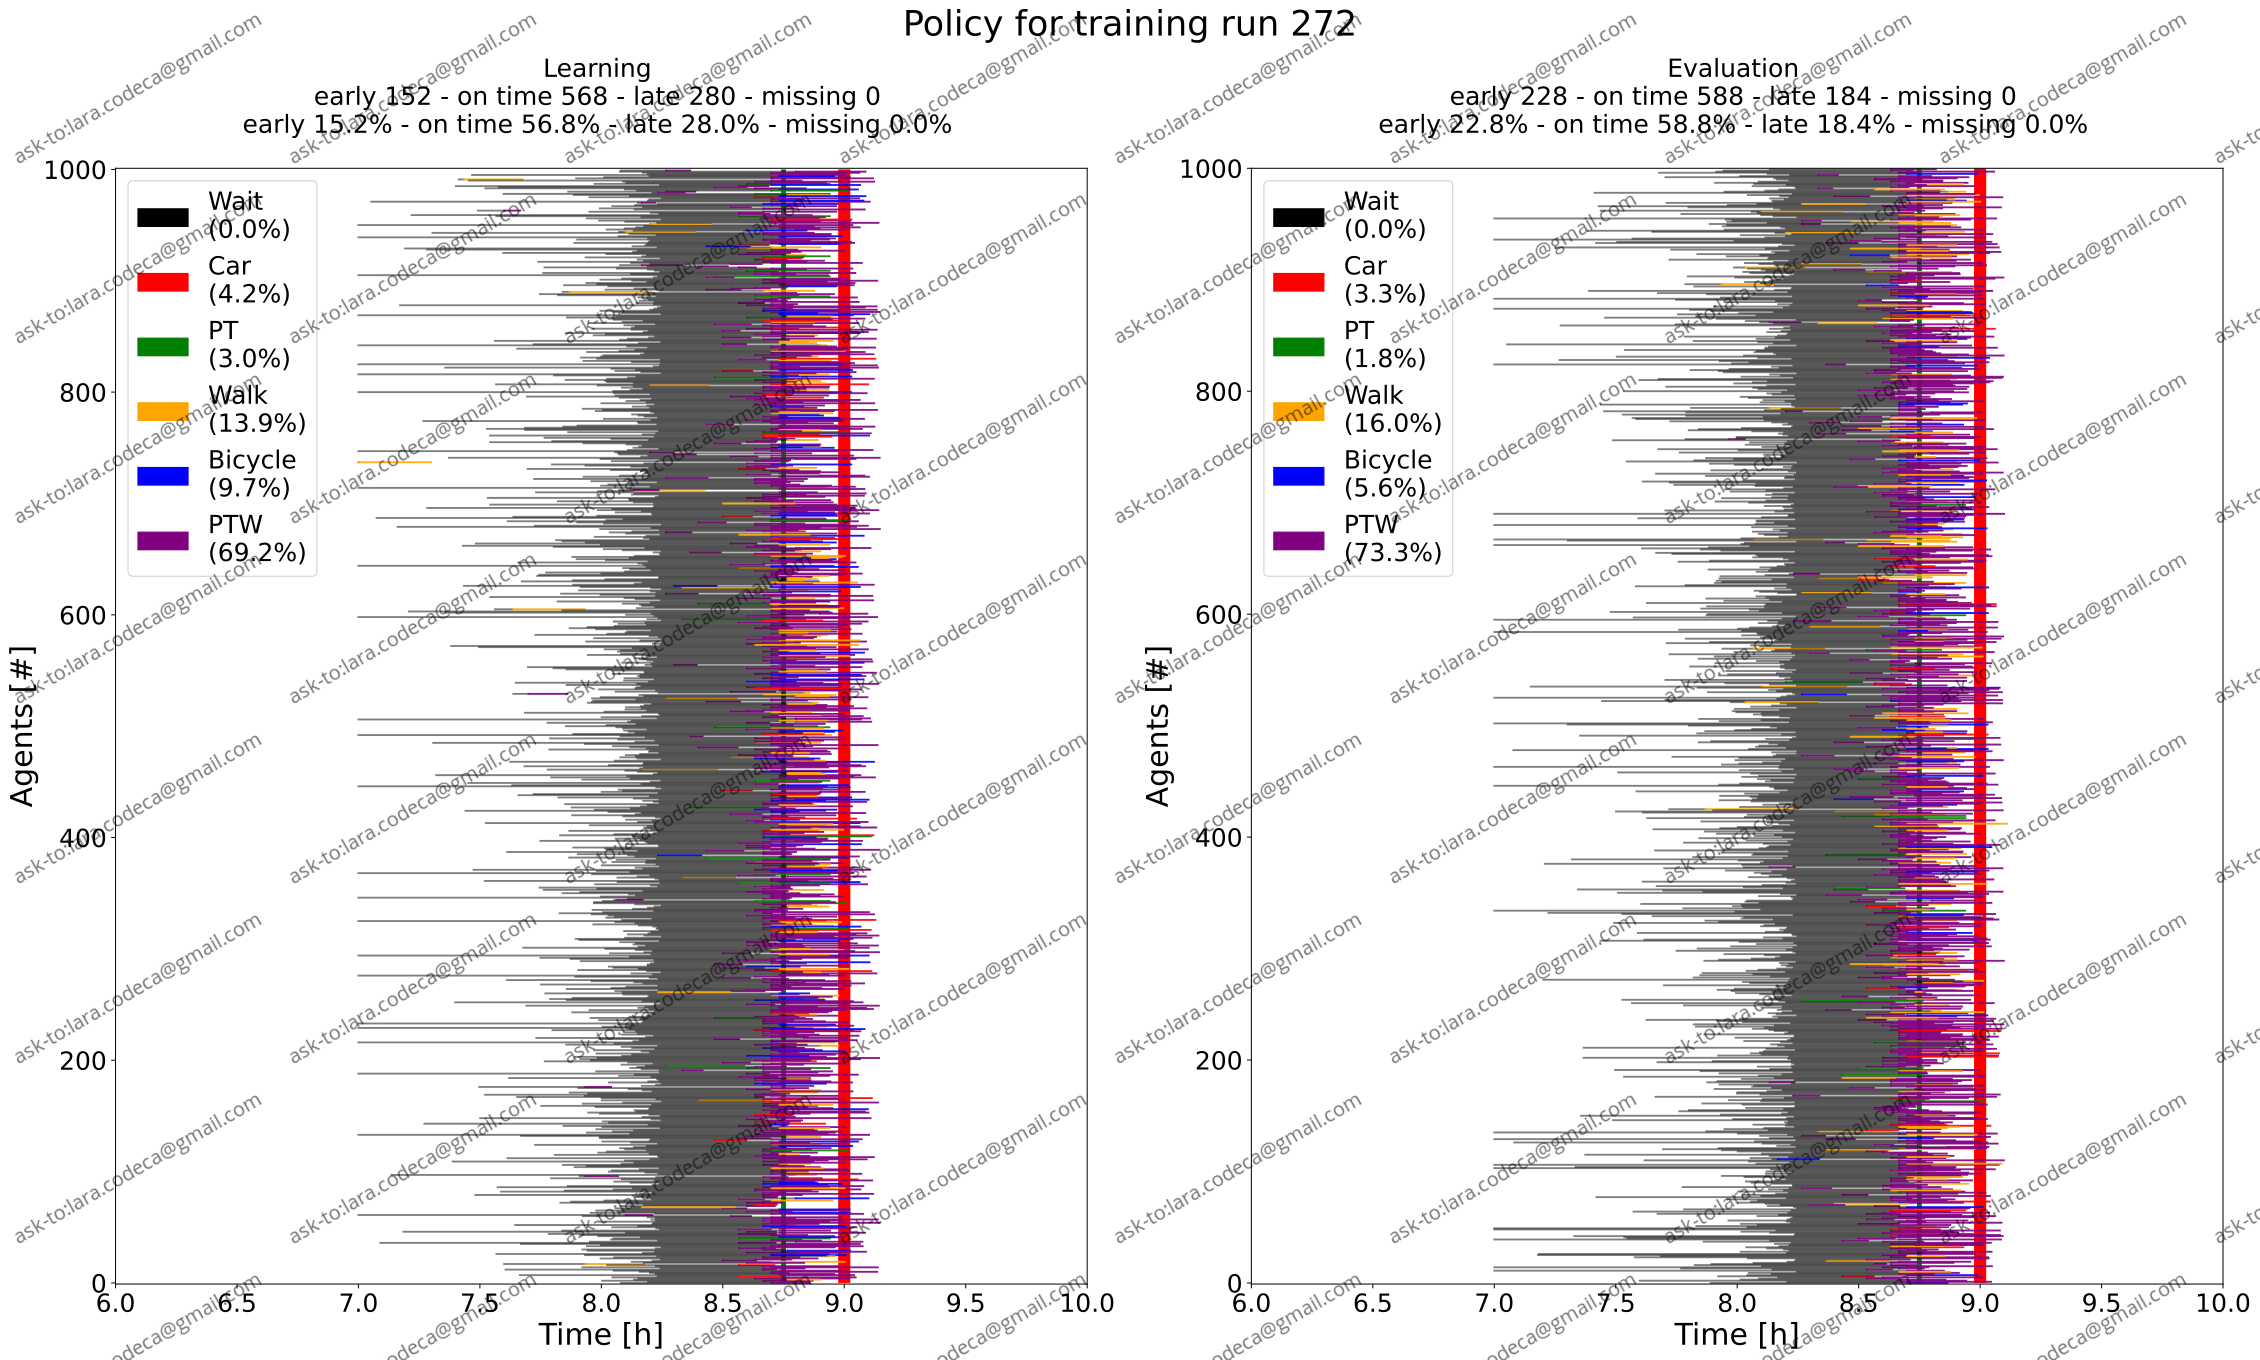 Policy for training run 272
Learning
early 152 - on time 568 - late 280 - missing 0
early 15.2% - on time 56.8% - late 28.0% - missing 0.0%
Evaluation
early 228 - on time 588 - late 184 - missing 0
early 22.8% - on time 58.8% - late 18.4% - missing 0.0%
Agents [#]
1000
800
600
400
200
0
Wait
(0.0%)
Car
(4.2%)
PT
(3.0%)
Walk
(13.9%)
Bicycle
(9.7%)
PTW
(69.2%)
6.0 6.5 7.0 7.5 8.0 8.5 9.0 9.5 10.0
Time [h]
Agents [#]
1000
800
600
400
200
0
Wait
(0.0%)
Car
(3.3%)
PT
(1.8%)
Walk
(16.0%)
Bicycle
(5.6%)
PTW
(73.3%)
6.0 6.5 7.0 7.5 8.0 8.5 9.0 9.5 10.0
Time [h]
ask-to:lara.codeca@gmail.com